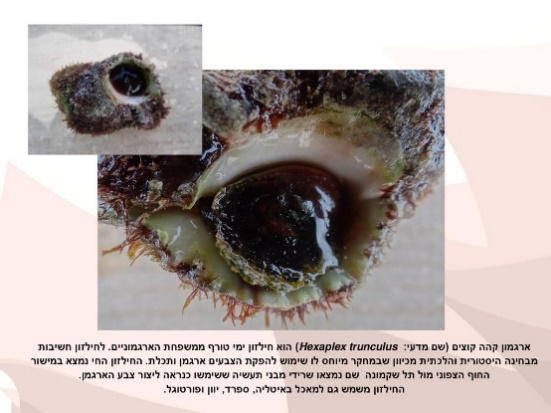 ארגמון קהה קוצים (שם מדעי: Hexaplex trunculus) הוא חילזון ימי טורף ממשפחת הארגמוניים. לחילזון חשיבות
מבחינה היסטורית והלכתית מכיוון שבמחקר מיוחס לו שימוש להפקת הצבעים ארגמן ותכלת. החילזון החי נמצא במישור
החוף הצפוני מול תל שקמונה שם נמצאו שרידי מבני תעשיה ששימשו כנראה ליצור צבע הארגמן.
החילזון משמש גם למאכל באיטליה, ספרד, יוון ופורטוגל.